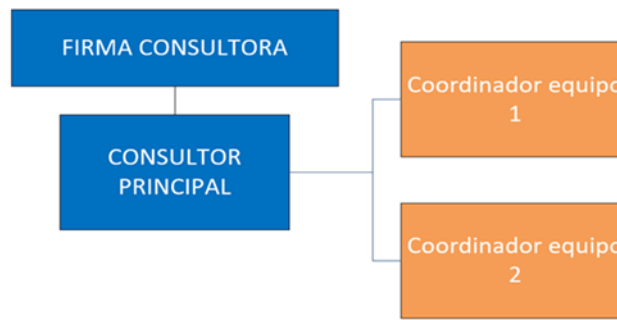 FIRMA CONSULTORA
CONSULTOR
PRINCIPAL
Coordinador equipo
1
Coordinador equipo
2